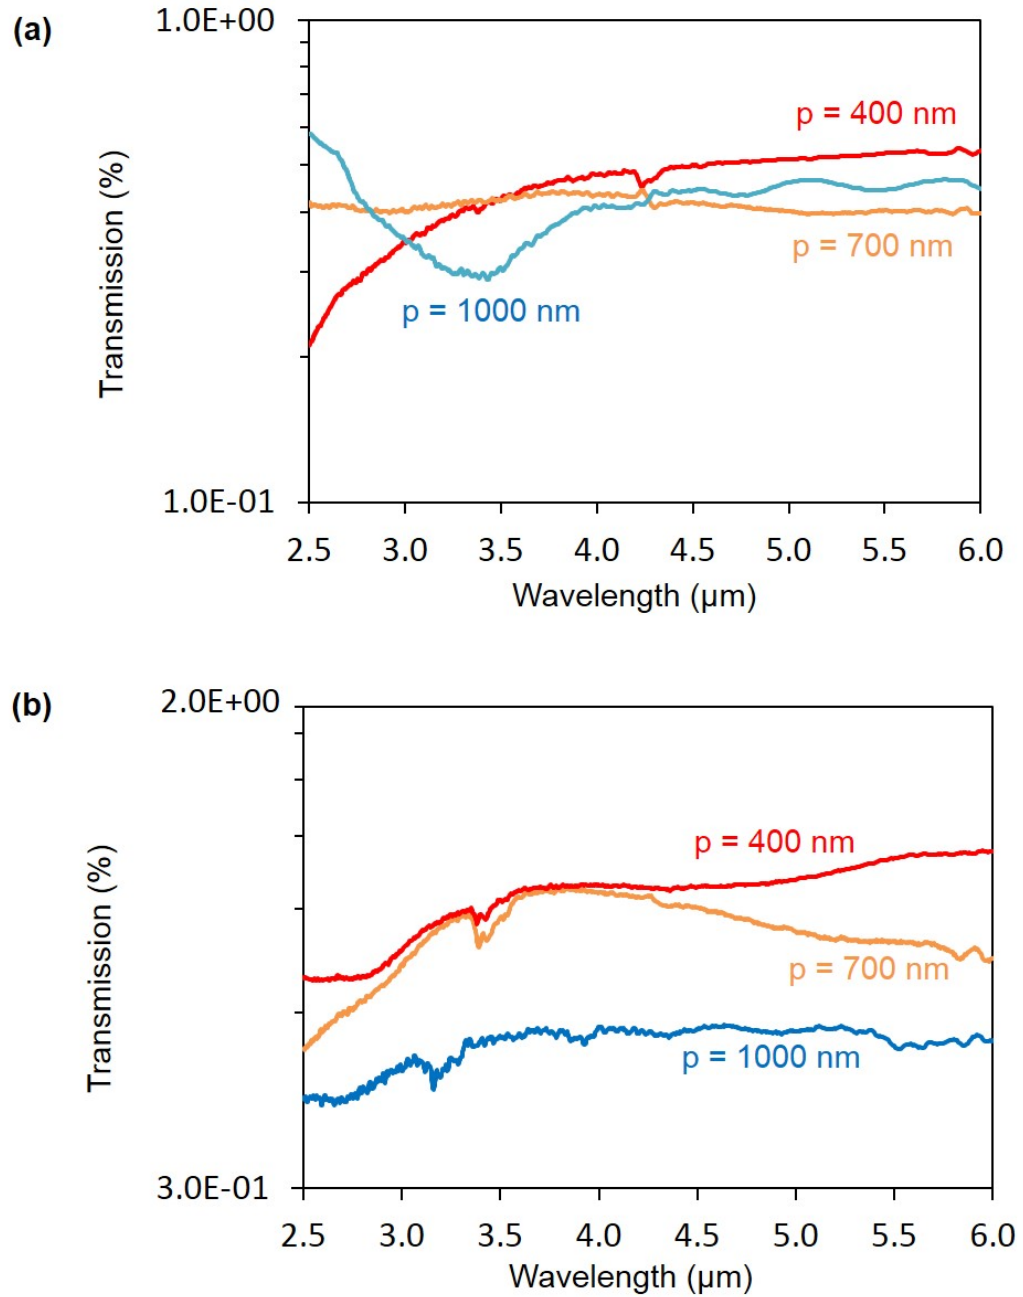 (a)
1.0E+00
p = 400 nm
p = 700 nm
p = 1000 nm
Transmission (%)
1.0E-01
2.5 3.0 3.5 4.0 4.5 5.0 5.5 6.0
Wavelength (μm)
(b)
2.0E+00
p = 400 nm
p = 700 nm
p = 1000 nm
Transmission (%)
3.0E-01
2.5 3.0 3.5 4.0 4.5 5.0 5.5 6.0
Wavelength (μm)